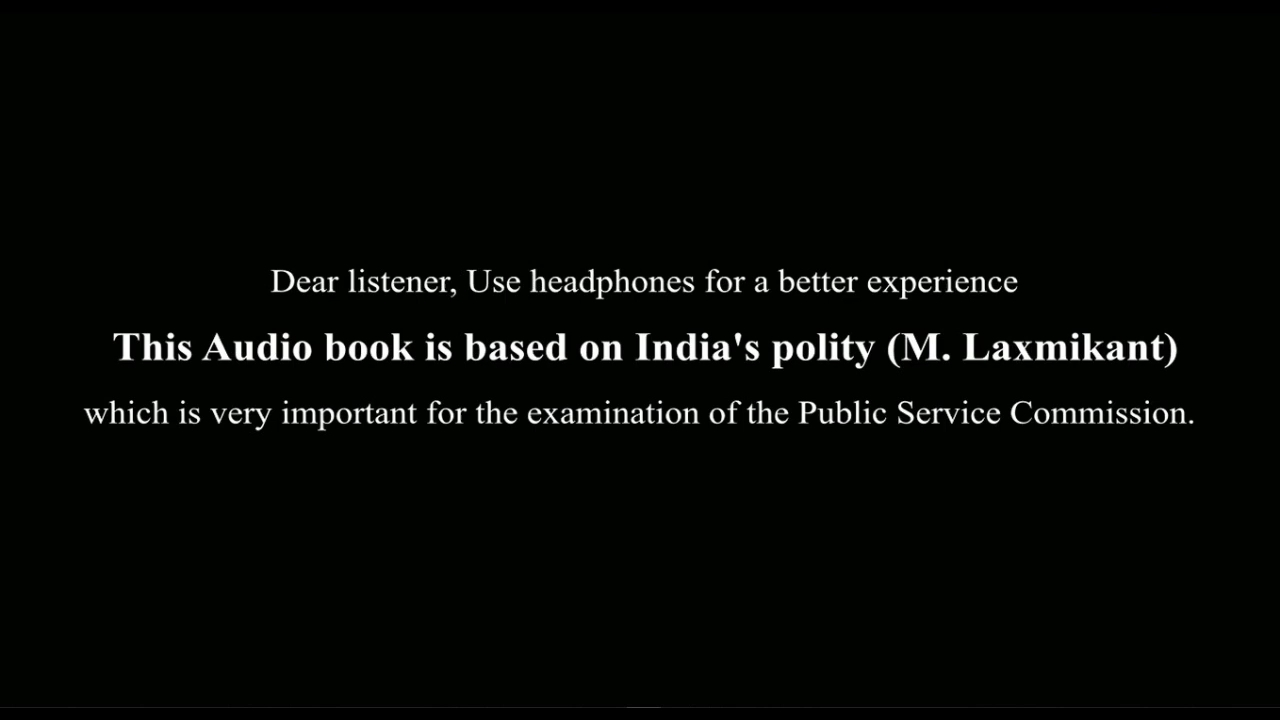 Dear listener, Use headphones for a better experience
This Audio book is based on India's polity (M. Laxmikant)
which is very important for the examination of the Public Service Commission.